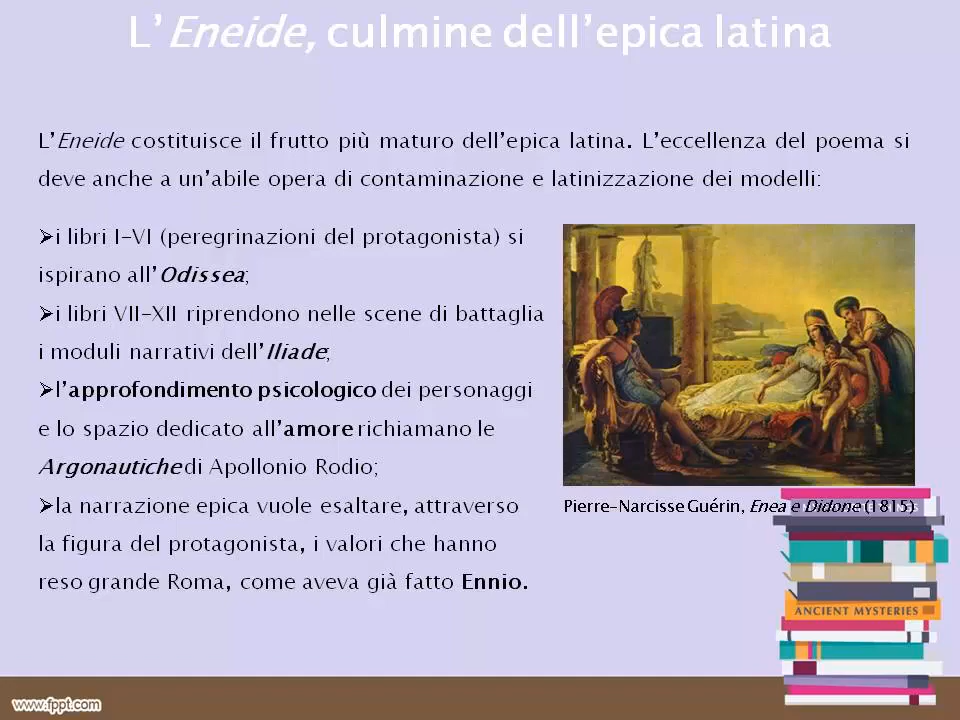 L'Eneide, culmine dell'epica latina
L'Eneide costituisce il frutto più maturo dell'epica latina. L'eccellenza del poema si
deve anche a un'abile opera di contaminazione e latinizzazione dei modelli:
➢i libri I-VI (peregrinazioni del protagonista) si
ispirano all'Odissea;
➢i libri VII-XII riprendono nelle scene di battaglia
i moduli narrativi dell'Iliade;
➢l'approfondimento psicologico dei personaggi
e lo spazio dedicato all'amore richiamano le
Argonautiche di Apollonio Rodio;
➢la narrazione epica vuole esaltare, attraverso
la figura del protagonista, i valori che hanno
reso grande Roma, come aveva già fatto Ennio.
Pierre-Narcisse Guérin, Enea e Didone (1815)
ANCIENT MYSTERIES
www.fppt.com